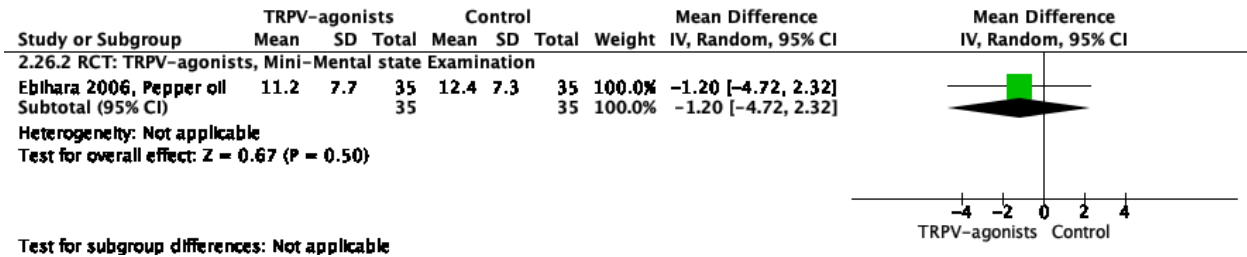 TRPV-agonists Control Mean Difference Mean Difference
Study or Subgroup Mean SD Total Mean SD Total Weight IV, Random, 95% CI IV, Random, 95% CI
2.26.2 RCT: TRPV-agonists, Mini-Mental state Examination
Ebihara 2006, Pepper oil 11.2 7.7 35 12.4 7.3 35 100.0% -1.20 [-4.72, 2.32]
Subtotal (95% CI) 35 35 100.0% -1.20 [-4.72, 2.32]
Heterogeneity: Not applicable
Test for overall effect: Z = 0.67 (P = 0.50)
-4 -2 0 2 4
TRPV-agonists Control
Test for subgroup differences: Not applicable